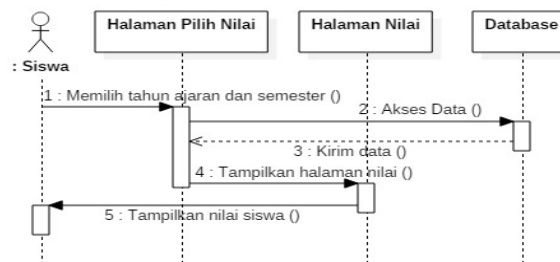 Halaman Pilih Nilai
Halaman Nilai
Database
: Siswa
1 : Memilih tahun ajaran dan semester ()
2 : Akses Data ()
3 : Kirim data ()
4 : Tampilkan halaman nilai ()
5 : Tampilkan nilai siswa ()